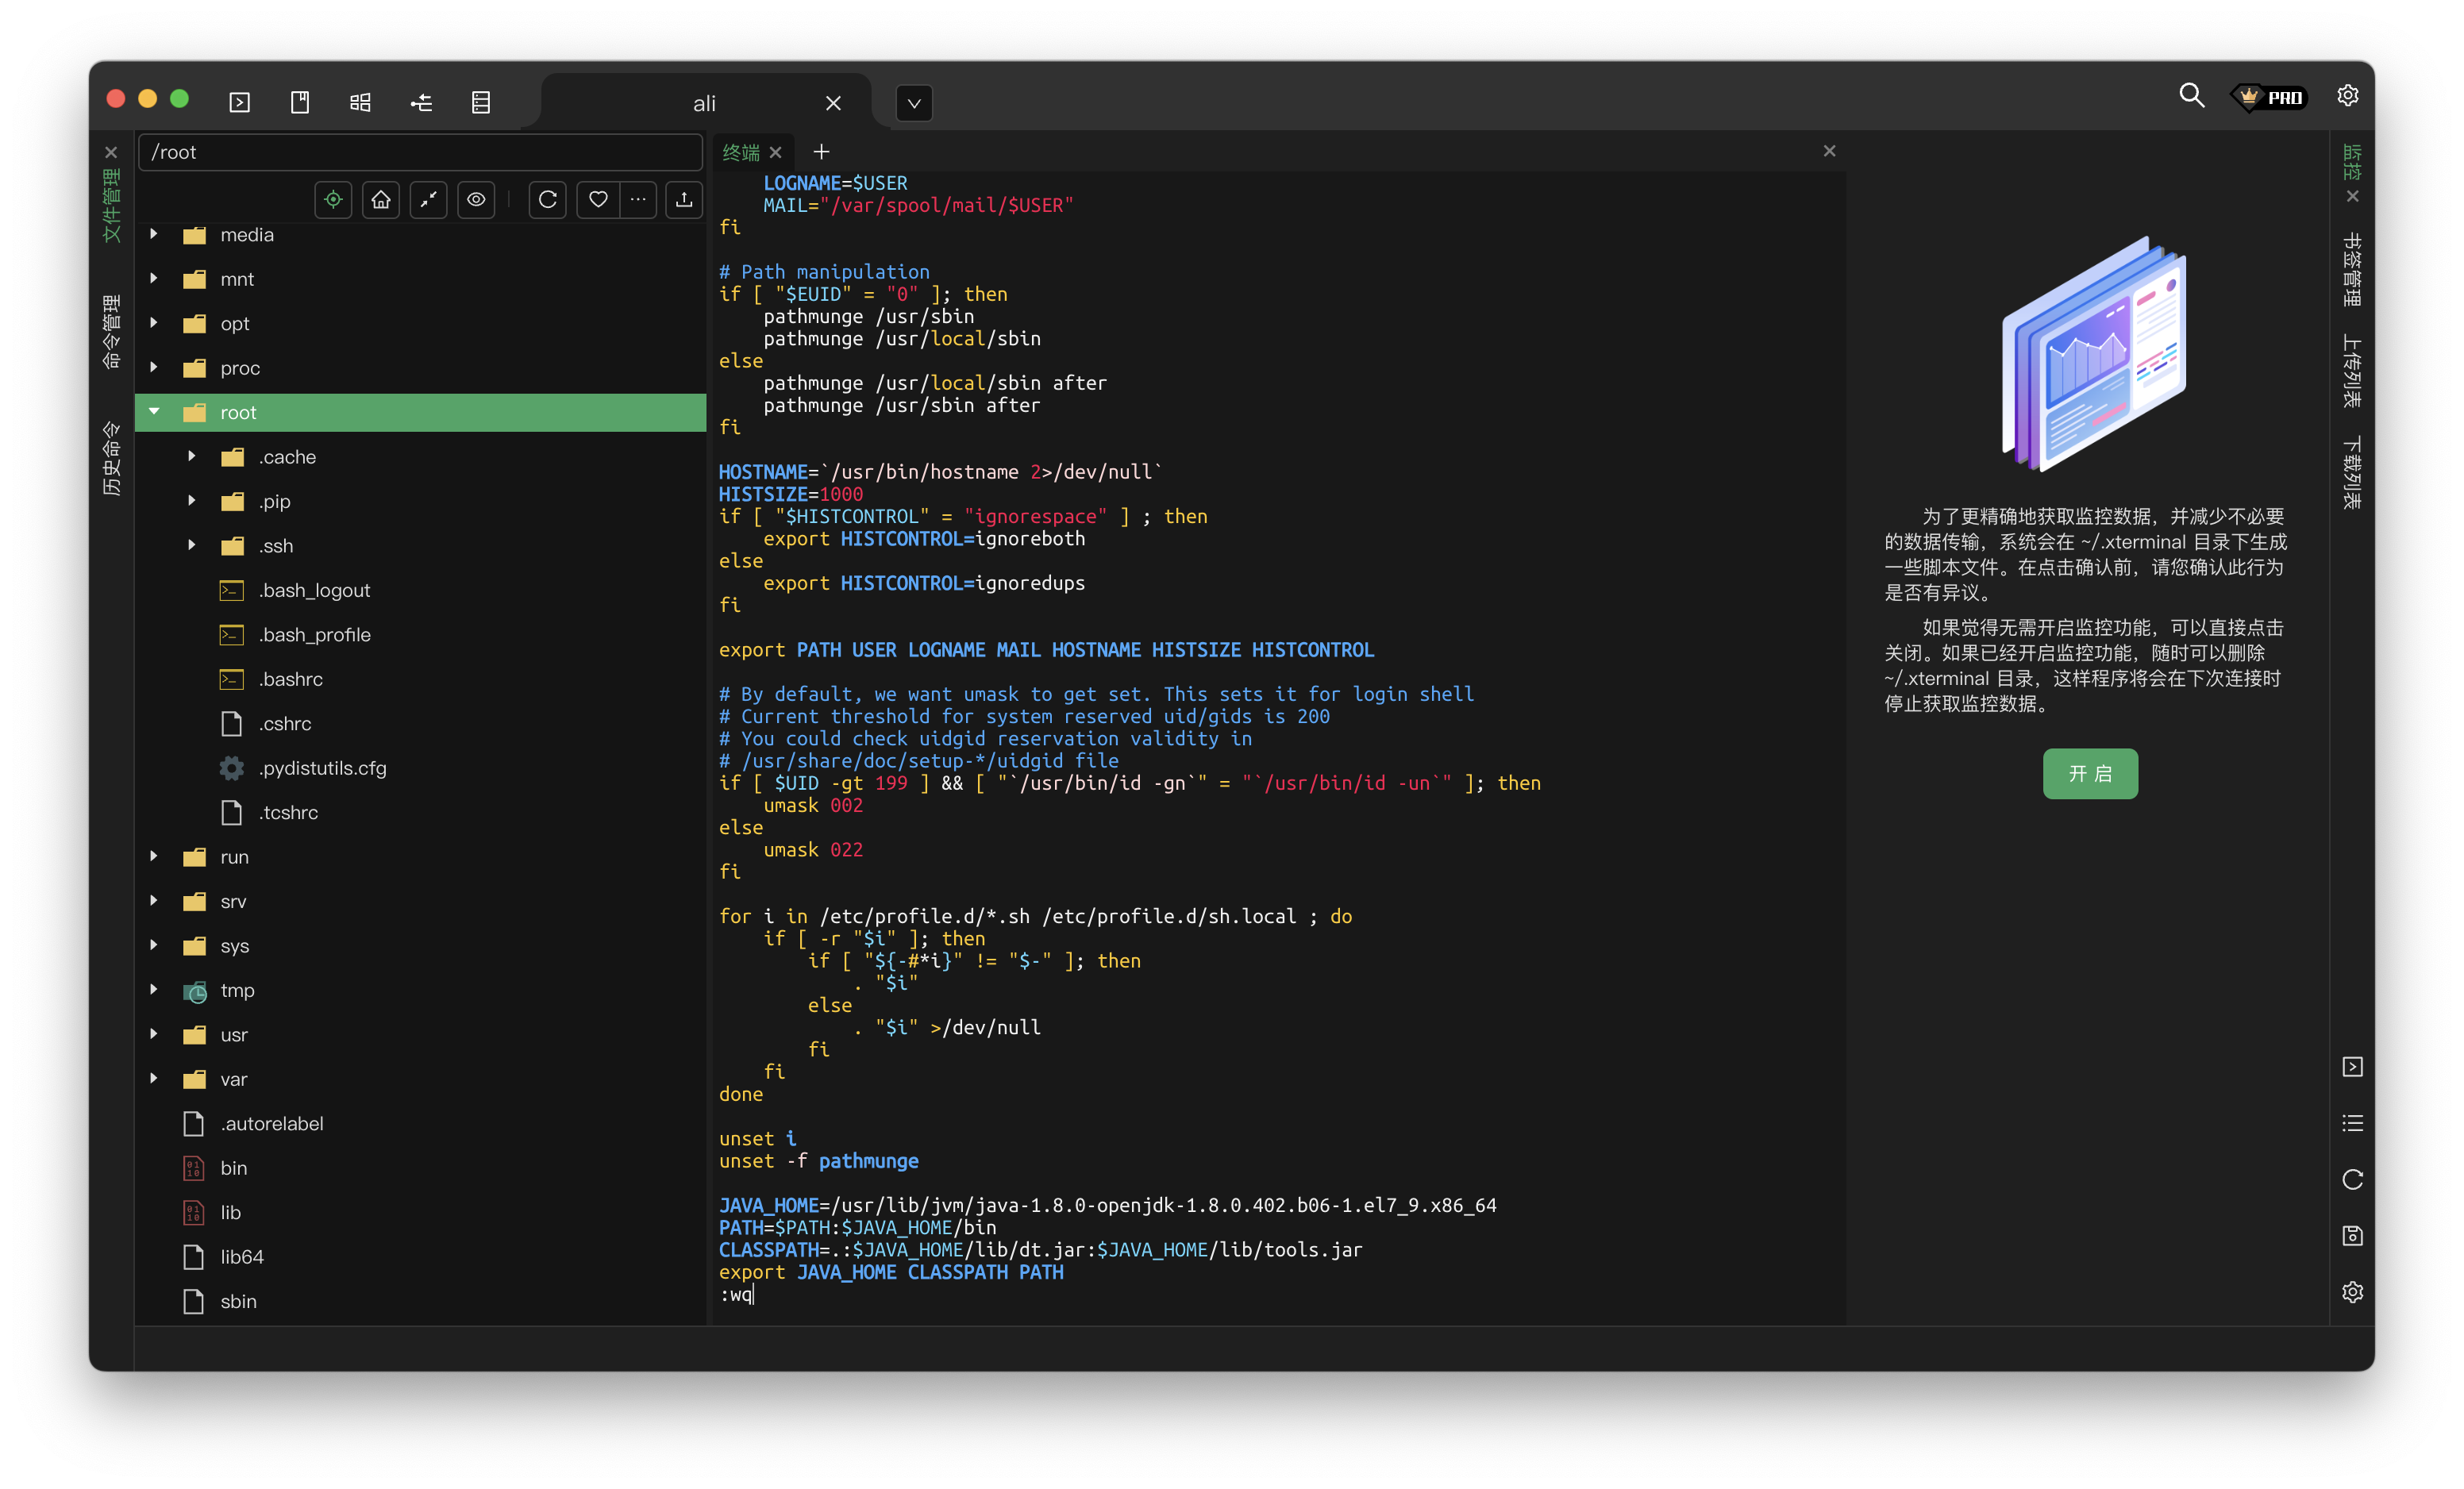 ali
PRO
文件管理
命令管理
历史命令
/root
media
mnt
opt
proc
root
.cache
.pip
.ssh
.bash_logout
.bash_profile
.bashrc
.cshrc
.pydistutils.cfg
.tcshrc
run
srv
sys
tmp
usr
var
.autorelabel
bin
lib
lib64
sbin
终端
    LOGNAME=$USER
    MAIL="/var/spool/mail/$USER"
fi
# Path manipulation
if [ "$EUID" = "0" ]; then
    pathmunge /usr/sbin
    pathmunge /usr/local/sbin
else
    pathmunge /usr/local/sbin after
    pathmunge /usr/sbin after
fi
HOSTNAME=`/usr/bin/hostname 2>/dev/null`
HISTSIZE=1000
if [ "$HISTCONTROL" = "ignorespace" ] ; then
    export HISTCONTROL=ignoreboth
else
    export HISTCONTROL=ignoredups
fi
export PATH USER LOGNAME MAIL HOSTNAME HISTSIZE HISTCONTROL
# By default, we want umask to get set. This sets it for login shell
# Current threshold for system reserved uid/gids is 200
# You could check uidgid reservation validity in
# /usr/share/doc/setup-*/uidgid file
if [ $UID -gt 199 ] && [ "`/usr/bin/id -gn`" = "`/usr/bin/id -un`" ]; then
    umask 002
else
    umask 022
fi
for i in /etc/profile.d/*.sh /etc/profile.d/sh.local ; do
    if [ -r "$i" ]; then
        if [ "${-#*i}" != "$-" ]; then
            . "$i"
        else
            . "$i" >/dev/null
        fi
    fi
done
unset i
unset -f pathmunge
JAVA_HOME=/usr/lib/jvm/java-1.8.0-openjdk-1.8.0.402.b06-1.el7_9.x86_64
PATH=$PATH:$JAVA_HOME/bin
CLASSPATH=.:$JAVA_HOME/lib/dt.jar:$JAVA_HOME/lib/tools.jar
export JAVA_HOME CLASSPATH PATH
:wq
为了更精确地获取监控数据，并减少不必要
的数据传输，系统会在 ~/.xterminal 目录下生成
一些脚本文件。在点击确认前，请您确认此行为
是否有异议。
如果觉得无需开启监控功能，可以直接点击
关闭。如果已经开启监控功能，随时可以删除
~/.xterminal 目录，这样程序将会在下次连接时
停止获取监控数据。
开 启
监控
书签管理
上传列表
下载列表